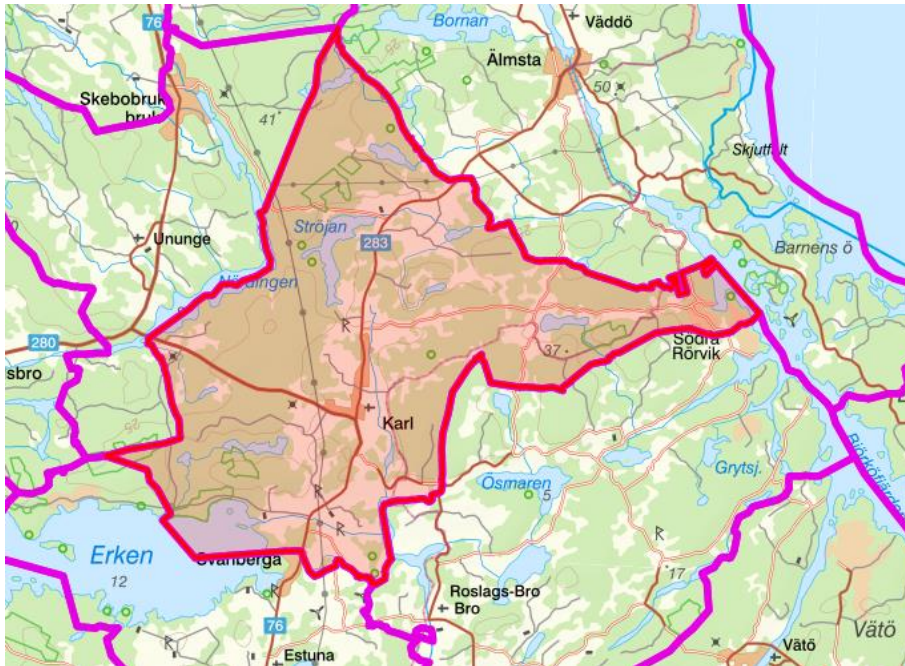 Bornan
Väddö
76
Älmsta
Skebobruk
bruk
50
41
Skjutfält
Ströjan
Ununge
283
Barnens ö
Närdingen
280
sbro
37
Södra
Rörvik
Karl
Björköfjärden
Grytsj.
Osmaren
5
Erken
Svanberga
12
17
Roslags-Bro
Bro
76
Vätö
Vätö
Estuna